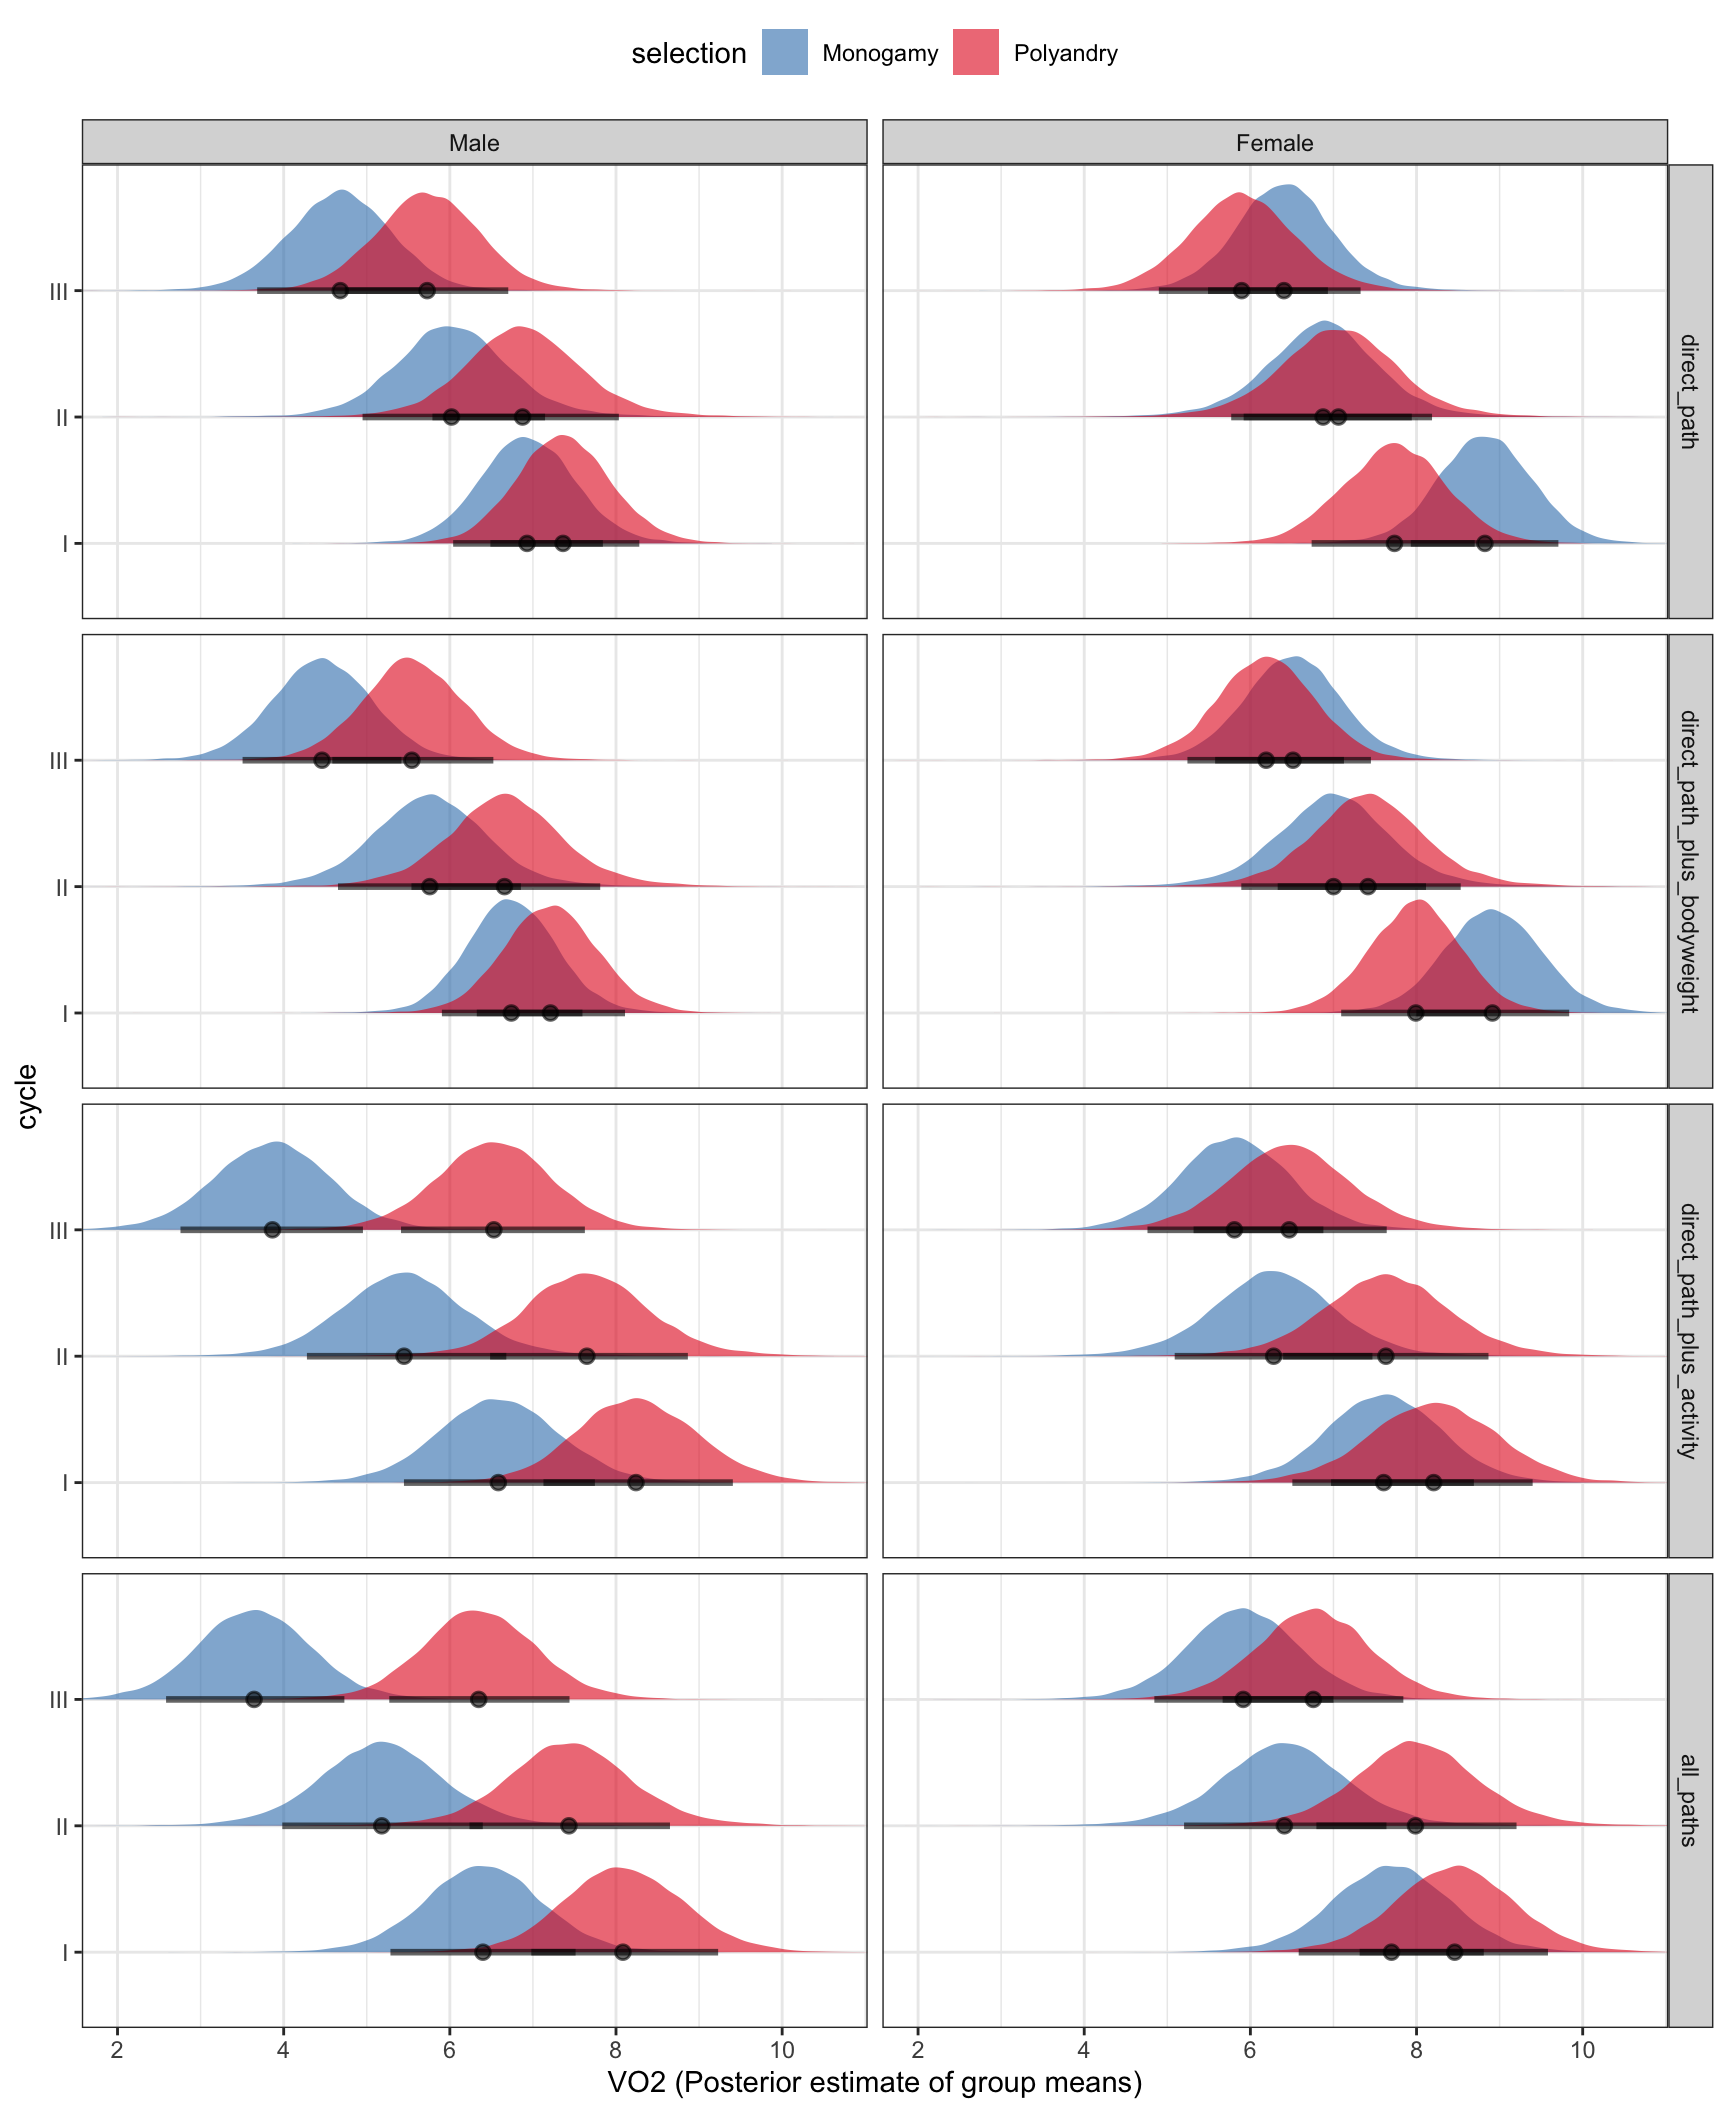 selection Monogamy Polyandry
Male Female
III
II
I
direct_path
III
II
I
direct_path_plus_bodyweight
cycle
III
II
I
direct_path_plus_activity
III
II
I
all_paths
2 4 6 8 10 2 4 6 8 10
VO2 (Posterior estimate of group means)